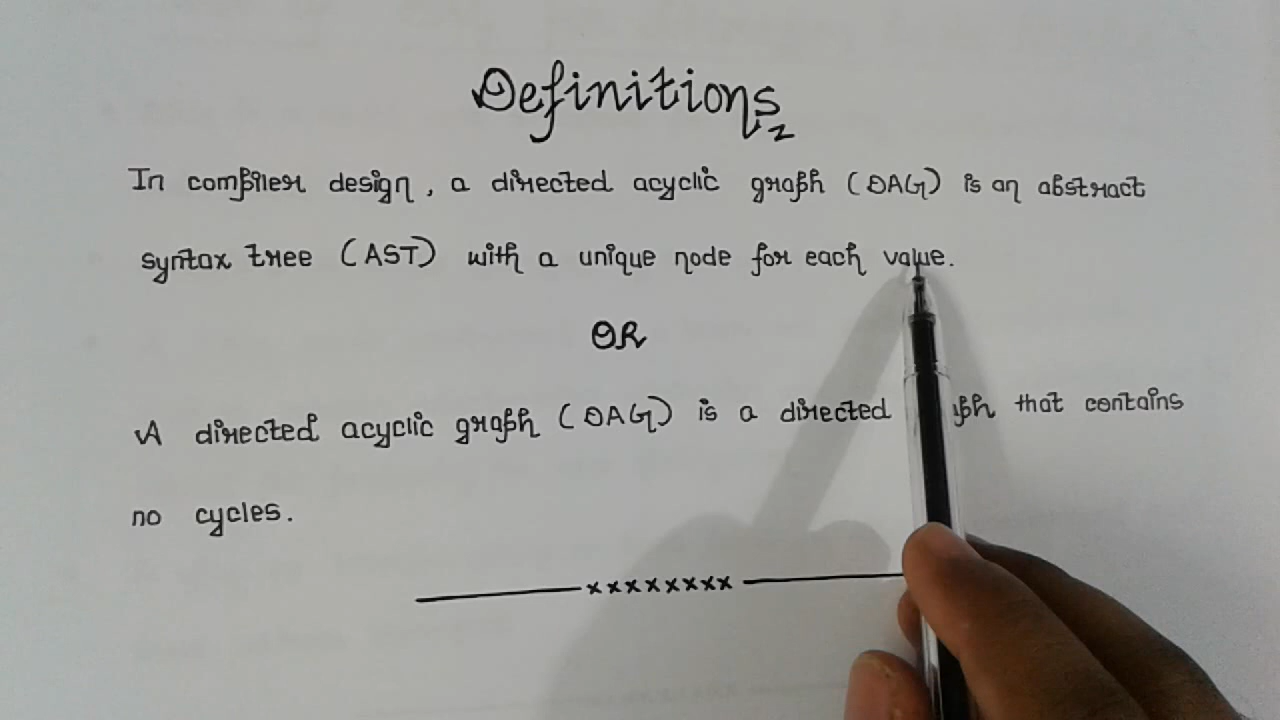 Definitions
In compiler design, a directed acyclic graph (DAG) is an abstract
syntax tree (AST) with a unique node for each value.
OR
A directed acyclic graph (DAG) is a directed graph that contains
no cycles.
xxxxxxxx